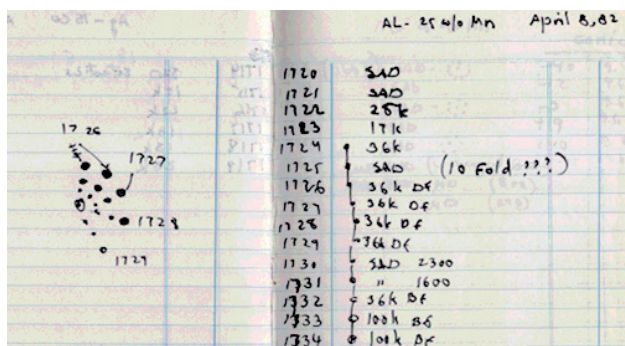 AL-25 w/o Mn April 8, 82
1726
1727
1728
1729
1720 SAD
1721 SAD
1722 25k
1723 17k
1724 36k
1725 SAD (10 Fold ???)
1726 36k Df
1727 36k Df
1728 36k Df
1729 36k Df
1730 SAD 2300
1731 " 1600
1732 36k Bf
1733 100k Bf
1734 100k Df